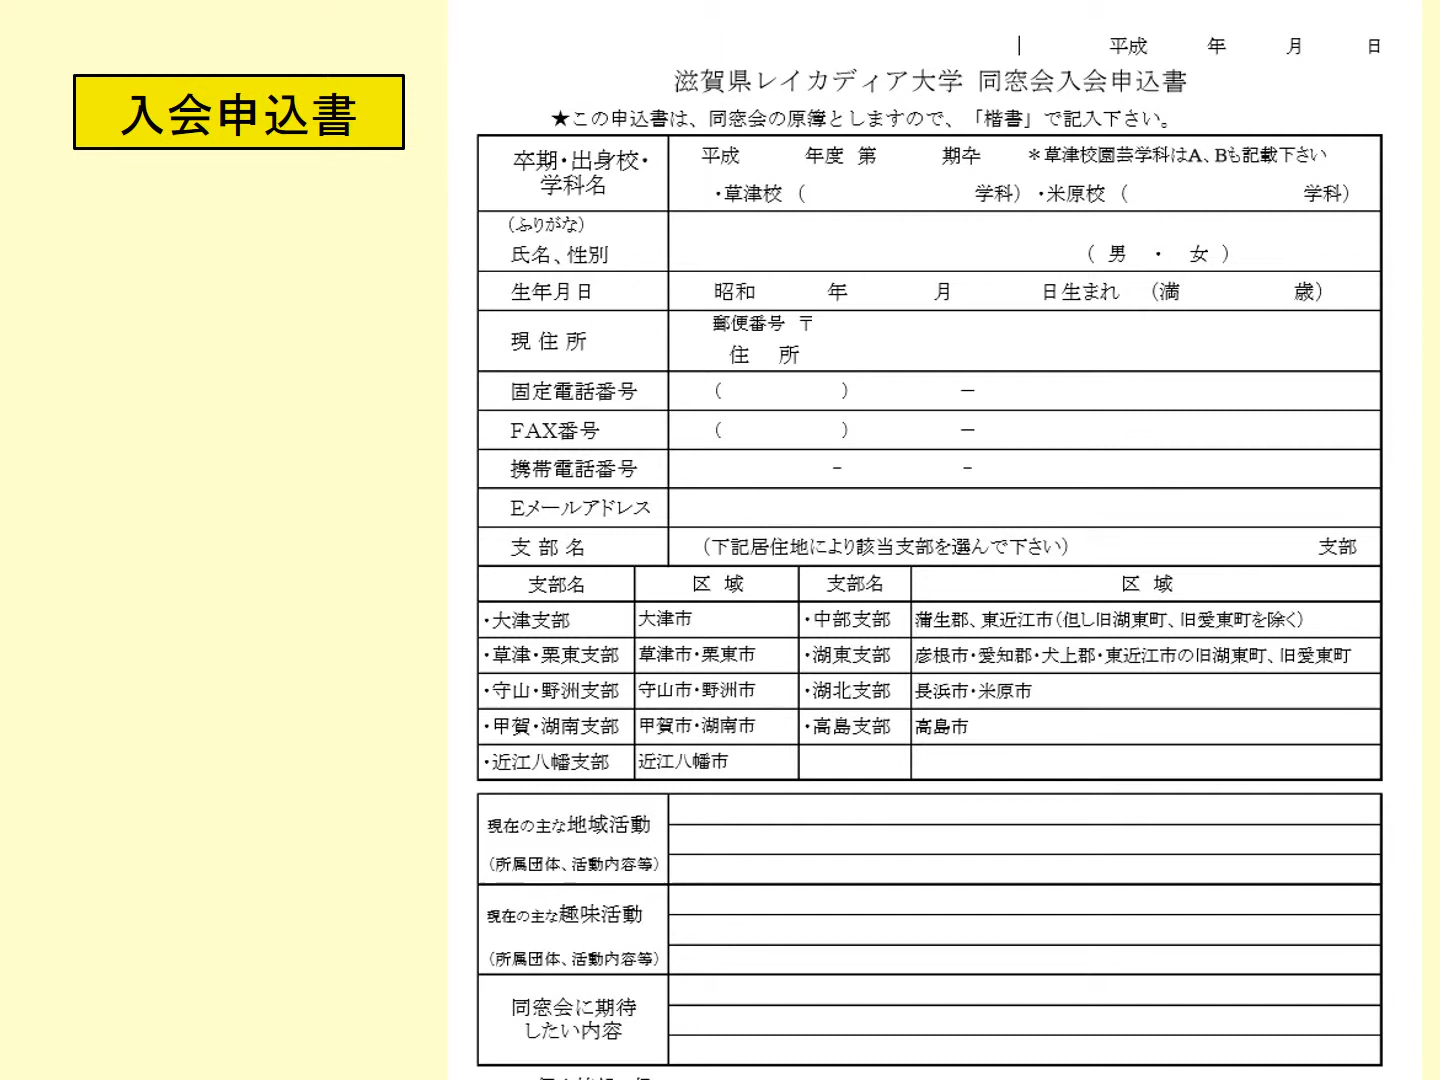 入会申込書
平成 年 月 日
滋賀県レイカディア大学 同窓会入会申込書
★この申込書は、同窓会の原簿としますので、「楷書」で記入下さい。
卒期・出身校・学科名
平成 年度 第 期卒 *草津校園芸学科はA、Bも記載下さい
・草津校（ 学科）・米原校（ 学科）
（ふりがな）
氏名、性別 （ 男 ・ 女 ）
生年月日 昭和 年 月 日生まれ （満 歳）
現 住 所
郵便番号 〒
住 所
固定電話番号 （ ） －
FAX番号 （ ） －
携帯電話番号 - -
Eメールアドレス
支 部 名 （下記居住地により該当支部を選んで下さい） 支部
支部名 区 域 支部名 区 域
・大津支部 大津市 ・中部支部 蒲生郡、東近江市（但し旧湖東町、旧愛東町を除く）
・草津・栗東支部 草津市・栗東市 ・湖東支部 彦根市・愛知郡・犬上郡・東近江市の旧湖東町、旧愛東町
・守山・野洲支部 守山市・野洲市 ・湖北支部 長浜市・米原市
・甲賀・湖南支部 甲賀市・湖南市 ・高島支部 高島市
・近江八幡支部 近江八幡市
現在の主な地域活動
（所属団体、活動内容等）
現在の主な趣味活動
（所属団体、活動内容等）
同窓会に期待
したい内容